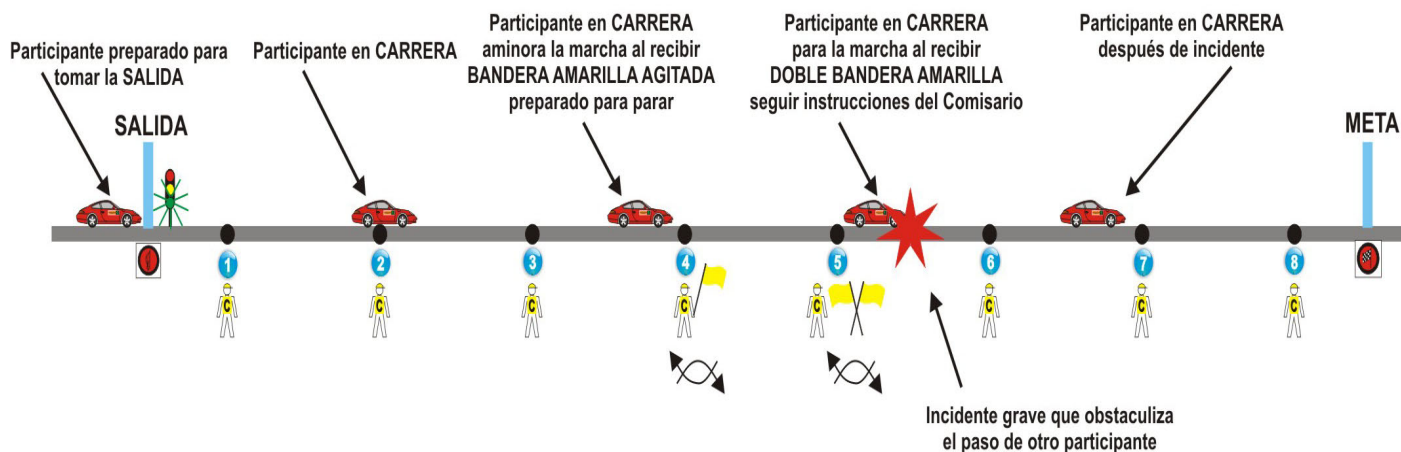 Participante preparado para
tomar la SALIDA
Participante en CARRERA
Participante en CARRERA
aminora la marcha al recibir
BANDERA AMARILLA AGITADA
preparado para parar
Participante en CARRERA
para la marcha al recibir
DOBLE BANDERA AMARILLA
seguir instrucciones del Comisario
Participante en CARRERA
después de incidente
SALIDA
META
1
2
3
4
5
6
7
8
C
C
C
C
C
C
C
C
Incidente grave que obstaculiza
el paso de otro participante